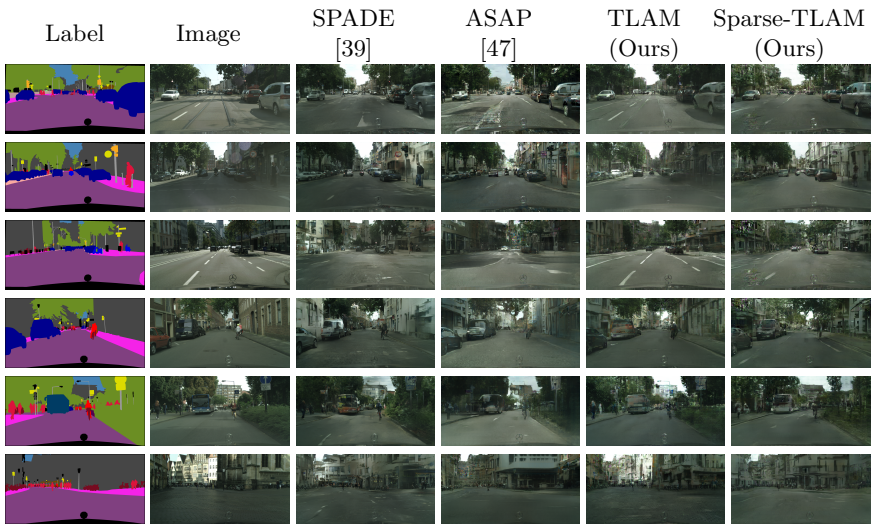 Label
Image
SPADE
[39]
ASAP
[47]
TLAM
(Ours)
Sparse-TLAM
(Ours)